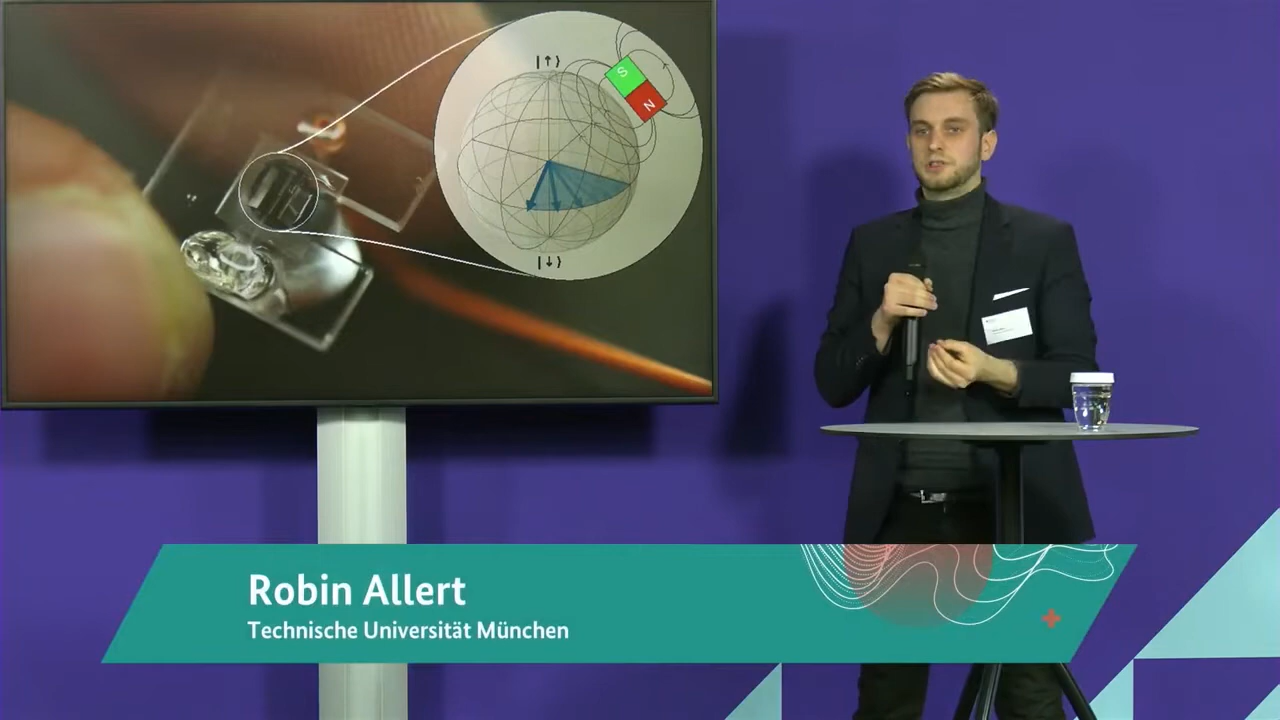 |↑⟩
S
N
|↓⟩
Robin Allert
Technische Universität München